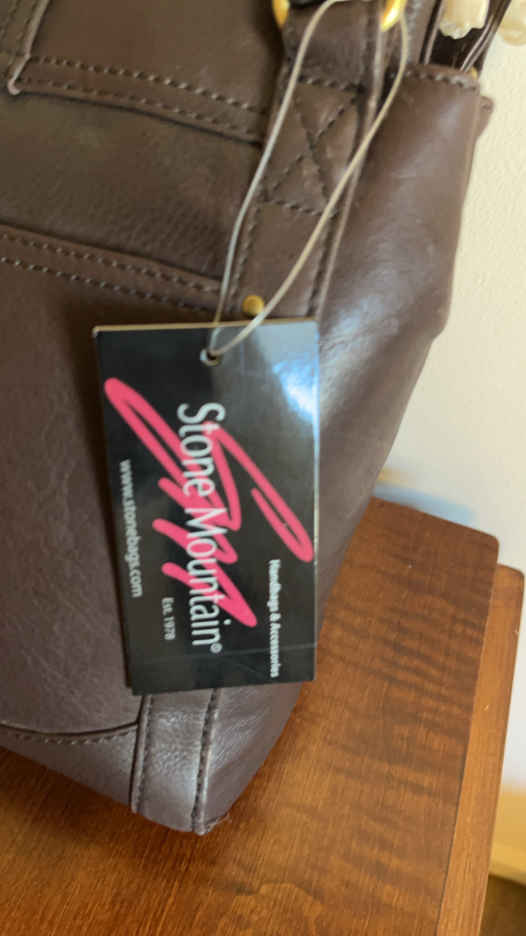 Handbags & Accessories
Stone Mountain®
Est. 1978
www.stonebags.com